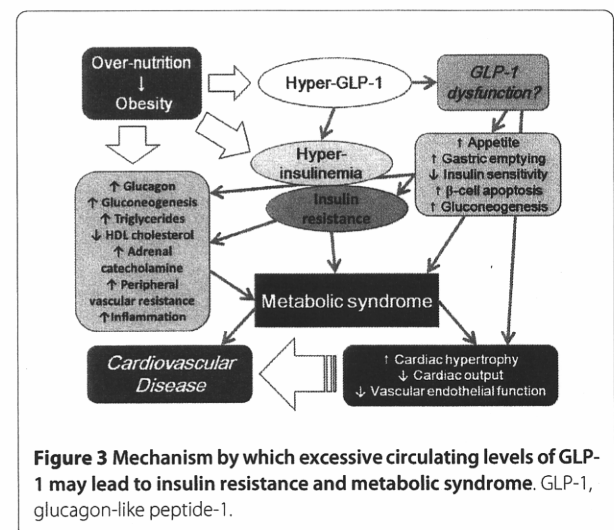 Over-nutrition
↓
Obesity
Hyper-GLP-1
GLP-1
dysfunction?
Hyper-
insulinemia
Insulin
resistance
↑ Appetite
↑ Gastric emptying
↓ Insulin sensitivity
↑ β-cell apoptosis
↑ Gluconeogenesis
↑ Glucagon
↑ Gluconeogenesis
↑ Triglycerides
↓ HDL cholesterol
↑ Adrenal
catecholamine
↑ Peripheral
vascular resistance
↑Inflammation
Metabolic syndrome
Cardiovascular
Disease
↑ Cardiac hypertrophy
↓ Cardiac output
↓ Vascular endothelial function
Figure 3 Mechanism by which excessive circulating levels of GLP-
1 may lead to insulin resistance and metabolic syndrome. GLP-1,
glucagon-like peptide-1.